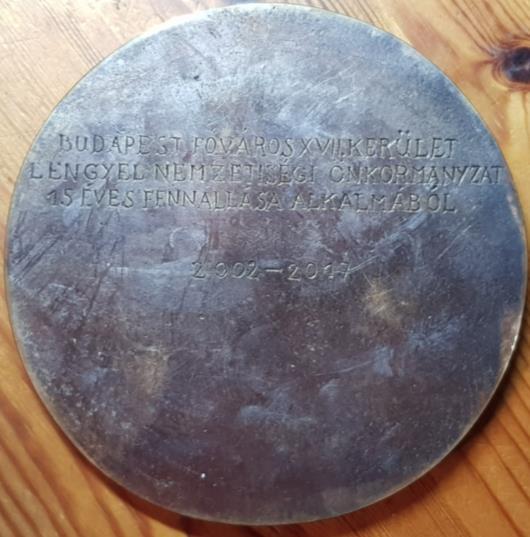 BUDAPEST FŐVÁROS XVII. KERÜLET
LENGYEL NEMZETISÉGI ÖNKORMÁNYZAT
15 ÉVES FENNÁLLÁSA ALKALMÁBÓL
2002-2017